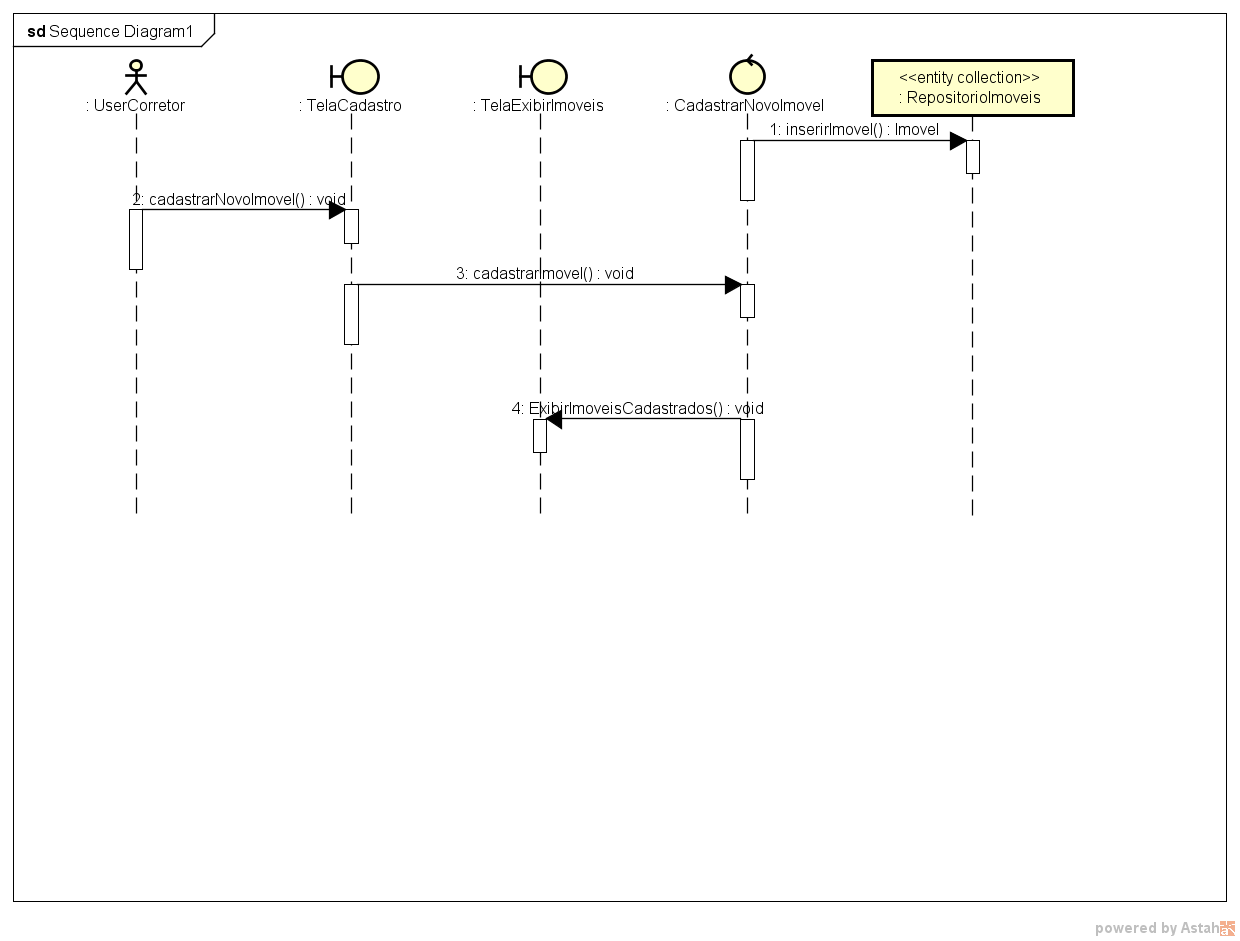 sd Sequence Diagram1
: UserCorretor
: TelaCadastro
: TelaExibirImoveis
: CadastrarNovoImovel
<<entity collection>>
: RepositorioImoveis
1: inserirImovel() : Imovel
2: cadastrarNovoImovel() : void
3: cadastrarImovel() : void
4: ExibirImoveisCadastrados() : void
powered by Astah